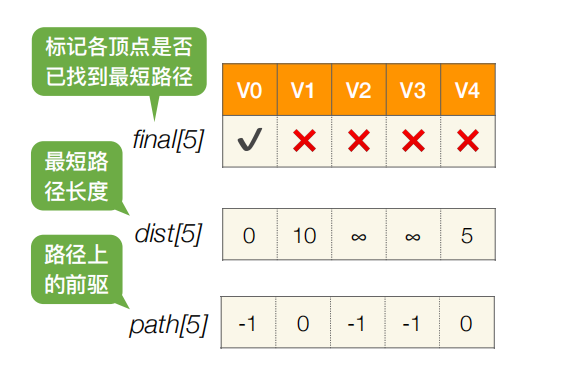 标记各顶点是否
已找到最短路径
V0 V1 V2 V3 V4
final[5] ✓ ✕ ✕ ✕ ✕
最短路
径长度
dist[5] 0 10 ∞ ∞ 5
路径上
的前驱
path[5] -1 0 -1 -1 0